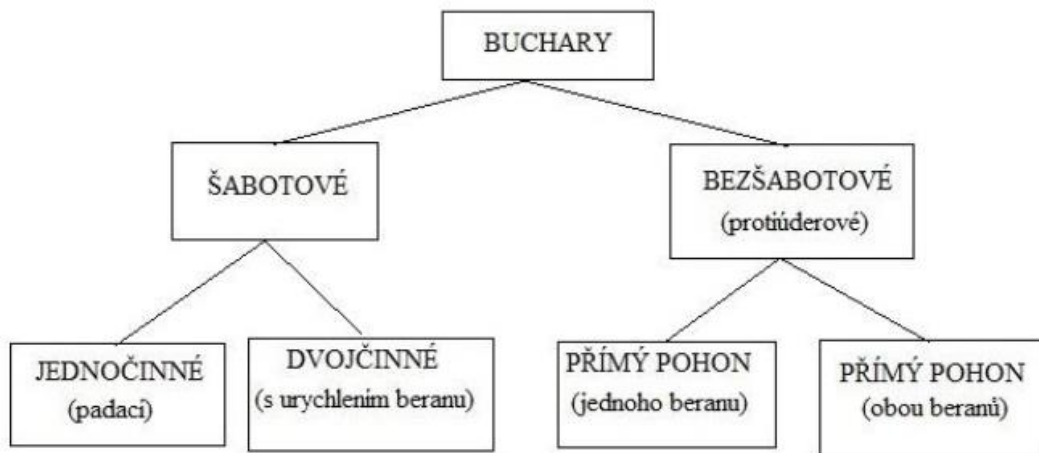 BUCHARY
ŠABOTOVÉ
BEZŠABOTOVÉ
(protiúderové)
JEDNOČINNÉ
(padací)
DVOJČINNÉ
(s urychlením beranu)
PŘÍMÝ POHON
(jednoho beranu)
PŘÍMÝ POHON
(obou beranů)